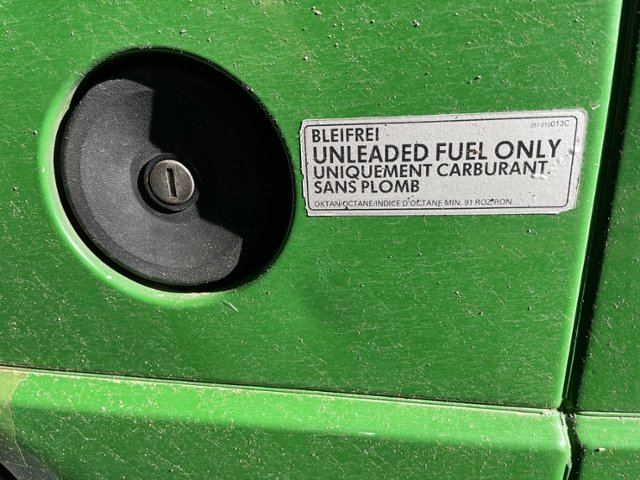 BLEIFREI
UNLEADED FUEL ONLY
UNIQUEMENT CARBURANT
SANS PLOMB
OKTAN/OCTANE/INDICE D'OCTANE MIN. 91 ROZ/RON